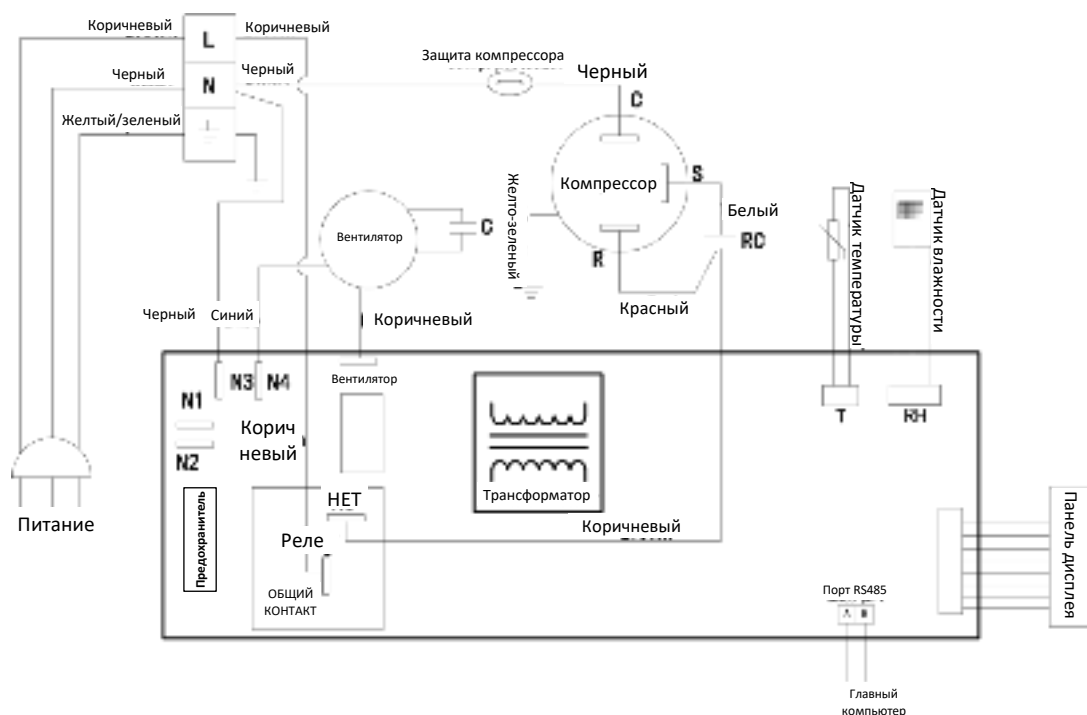 Коричневый
Коричневый
L
Защита компрессора
Черный
Черный
N
Черный
C
Желтый/зеленый
Компрессор
S
Желто-зеленый
Белый
Вентилятор
C
RC
R
Красный
Датчик температуры
Датчик влажности
Черный
Синий
Коричневый
N3
N4
Вентилятор
N1
T
RH
Корич
невый
N2
Трансформатор
Питание
НЕТ
Коричневый
Реле
Предохранитель
ОБЩИЙ
КОНТАКТ
Порт RS485
A B
Панель дисплея
Главный
компьютер